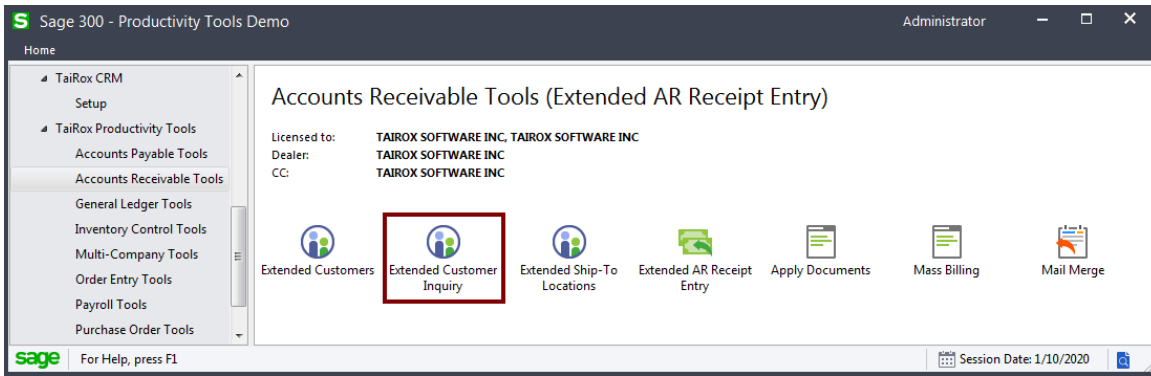 S Sage 300 - Productivity Tools Demo
Administrator
Home
TaiRox CRM
Setup
TaiRox Productivity Tools
Accounts Payable Tools
Accounts Receivable Tools
General Ledger Tools
Inventory Control Tools
Multi-Company Tools
Order Entry Tools
Payroll Tools
Purchase Order Tools
Accounts Receivable Tools (Extended AR Receipt Entry)
Licensed to: TAIROX SOFTWARE INC, TAIROX SOFTWARE INC
Dealer: TAIROX SOFTWARE INC
CC: TAIROX SOFTWARE INC
Extended Customers
Extended Customer
Inquiry
Extended Ship-To
Locations
Extended AR Receipt
Entry
Apply Documents
Mass Billing
Mail Merge
sage For Help, press F1
Session Date: 1/10/2020